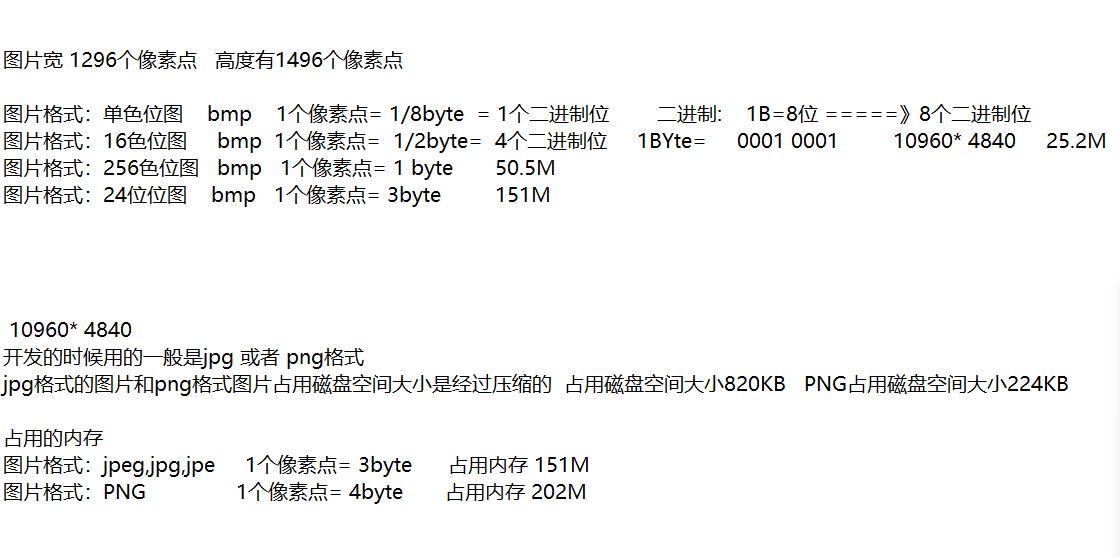 图片宽 1296个像素点 高度有1496个像素点
图片格式：单色位图 bmp 1个像素点= 1/8byte = 1个二进制位 二进制: 1B=8位 =====》8个二进制位
图片格式：16色位图 bmp 1个像素点= 1/2byte= 4个二进制位 1BYte= 0001 0001 10960* 4840 25.2M
图片格式：256色位图 bmp 1个像素点= 1 byte 50.5M
图片格式：24位位图 bmp 1个像素点= 3byte 151M
10960* 4840
开发的时候用的一般是jpg 或者 png格式
jpg格式的图片和png格式图片占用磁盘空间大小是经过压缩的 占用磁盘空间大小820KB PNG占用磁盘空间大小224KB
占用的内存
图片格式：jpeg,jpg,jpe 1个像素点= 3byte 占用内存 151M
图片格式：PNG 1个像素点= 4byte 占用内存 202M